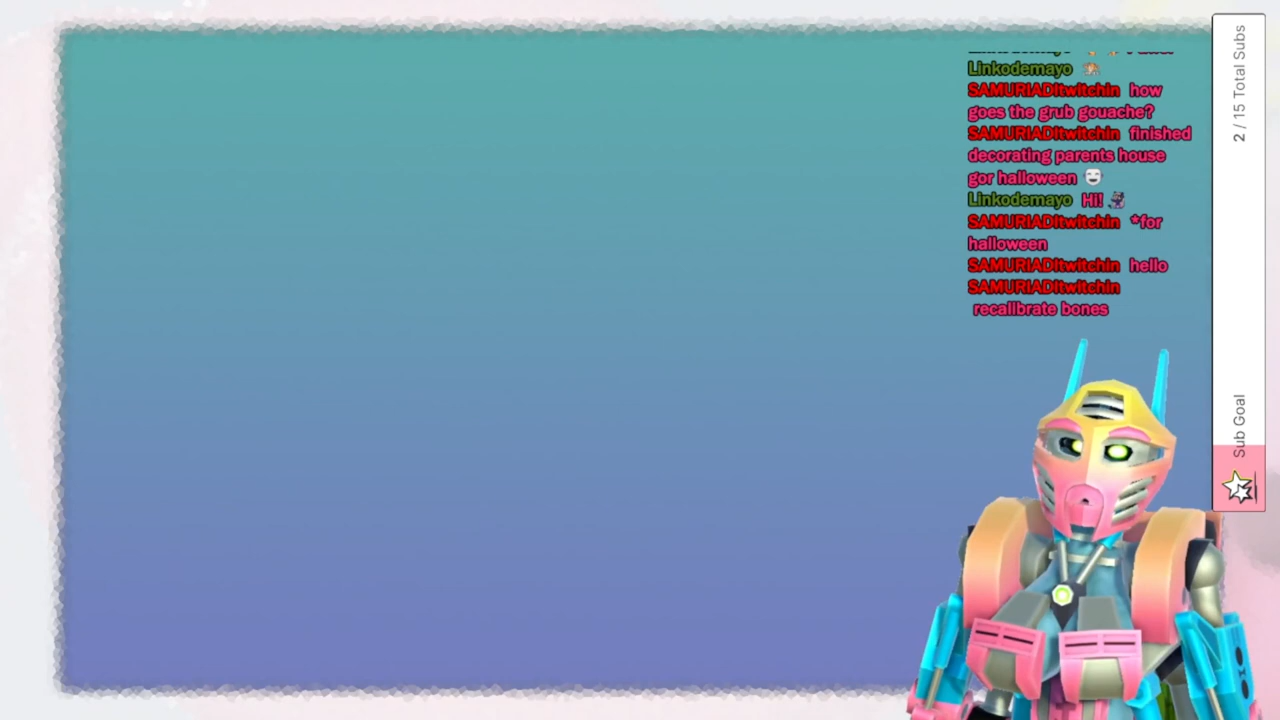 Linkodemayo
SAMURIADItwitchin how
goes the grub gouache?
SAMURIADItwitchin finished
decorating parents house
gor halloween
Linkodemayo Hi!
SAMURIADItwitchin *for
halloween
SAMURIADItwitchin hello
SAMURIADItwitchin
recalibrate bones
2 / 15 Total Subs
Sub Goal